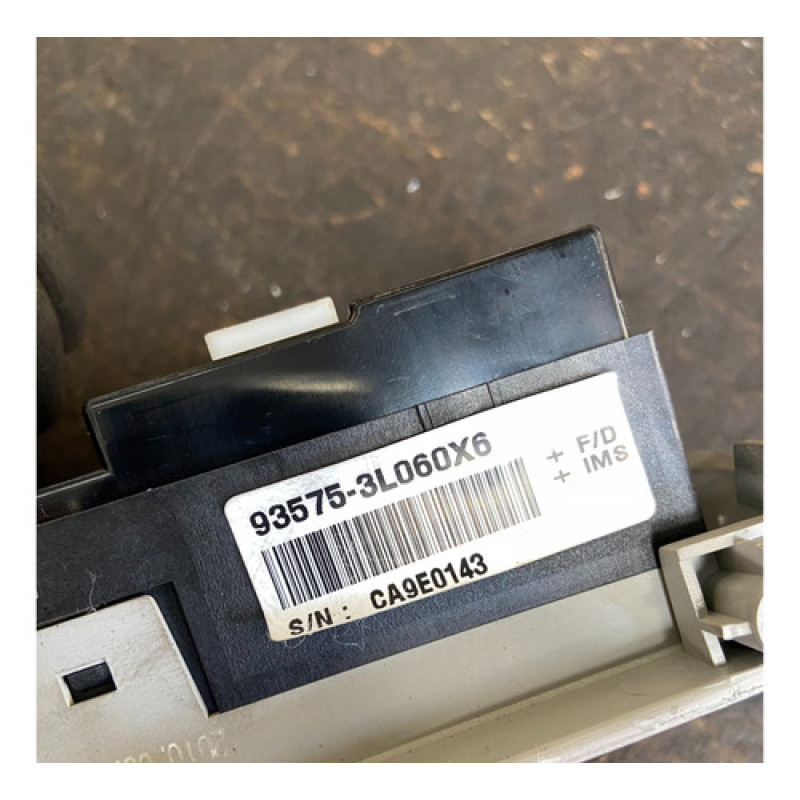 93575-3L060X6
+ F/D
+ IMS
S/N : CA9E0143